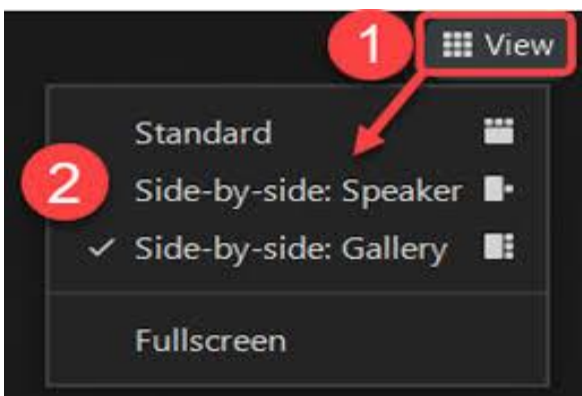 1 View
Standard
2 Side-by-side: Speaker
Side-by-side: Gallery
Fullscreen